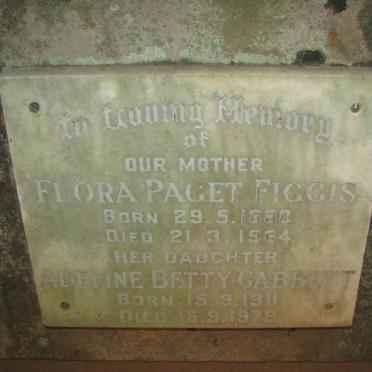 In Loving Memory
of
OUR MOTHER
FLORA PAGET FIGGIS
BORN 29.5.1880
DIED 21.3.1964
HER DAUGHTER
ADELINE BETTY
BORN 15.9.1911
DIED 15.9.1978